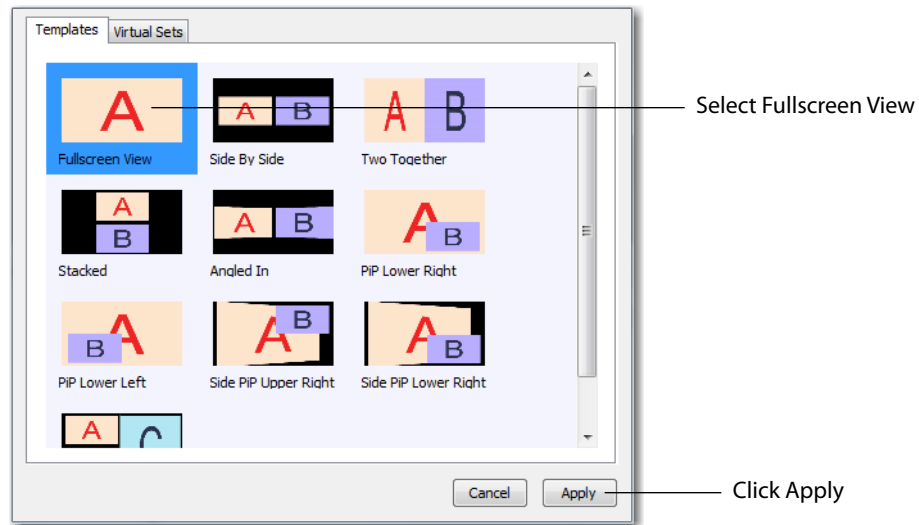 Templates Virtual Sets
A A B A B
Select Fullscreen View
Fullscreen View Side By Side Two Together
A B A B A B
Stacked Angled In PiP Lower Right
A B A B A B
PiP Lower Left Side PiP Upper Right Side PiP Lower Right
A C
Cancel Apply
Click Apply